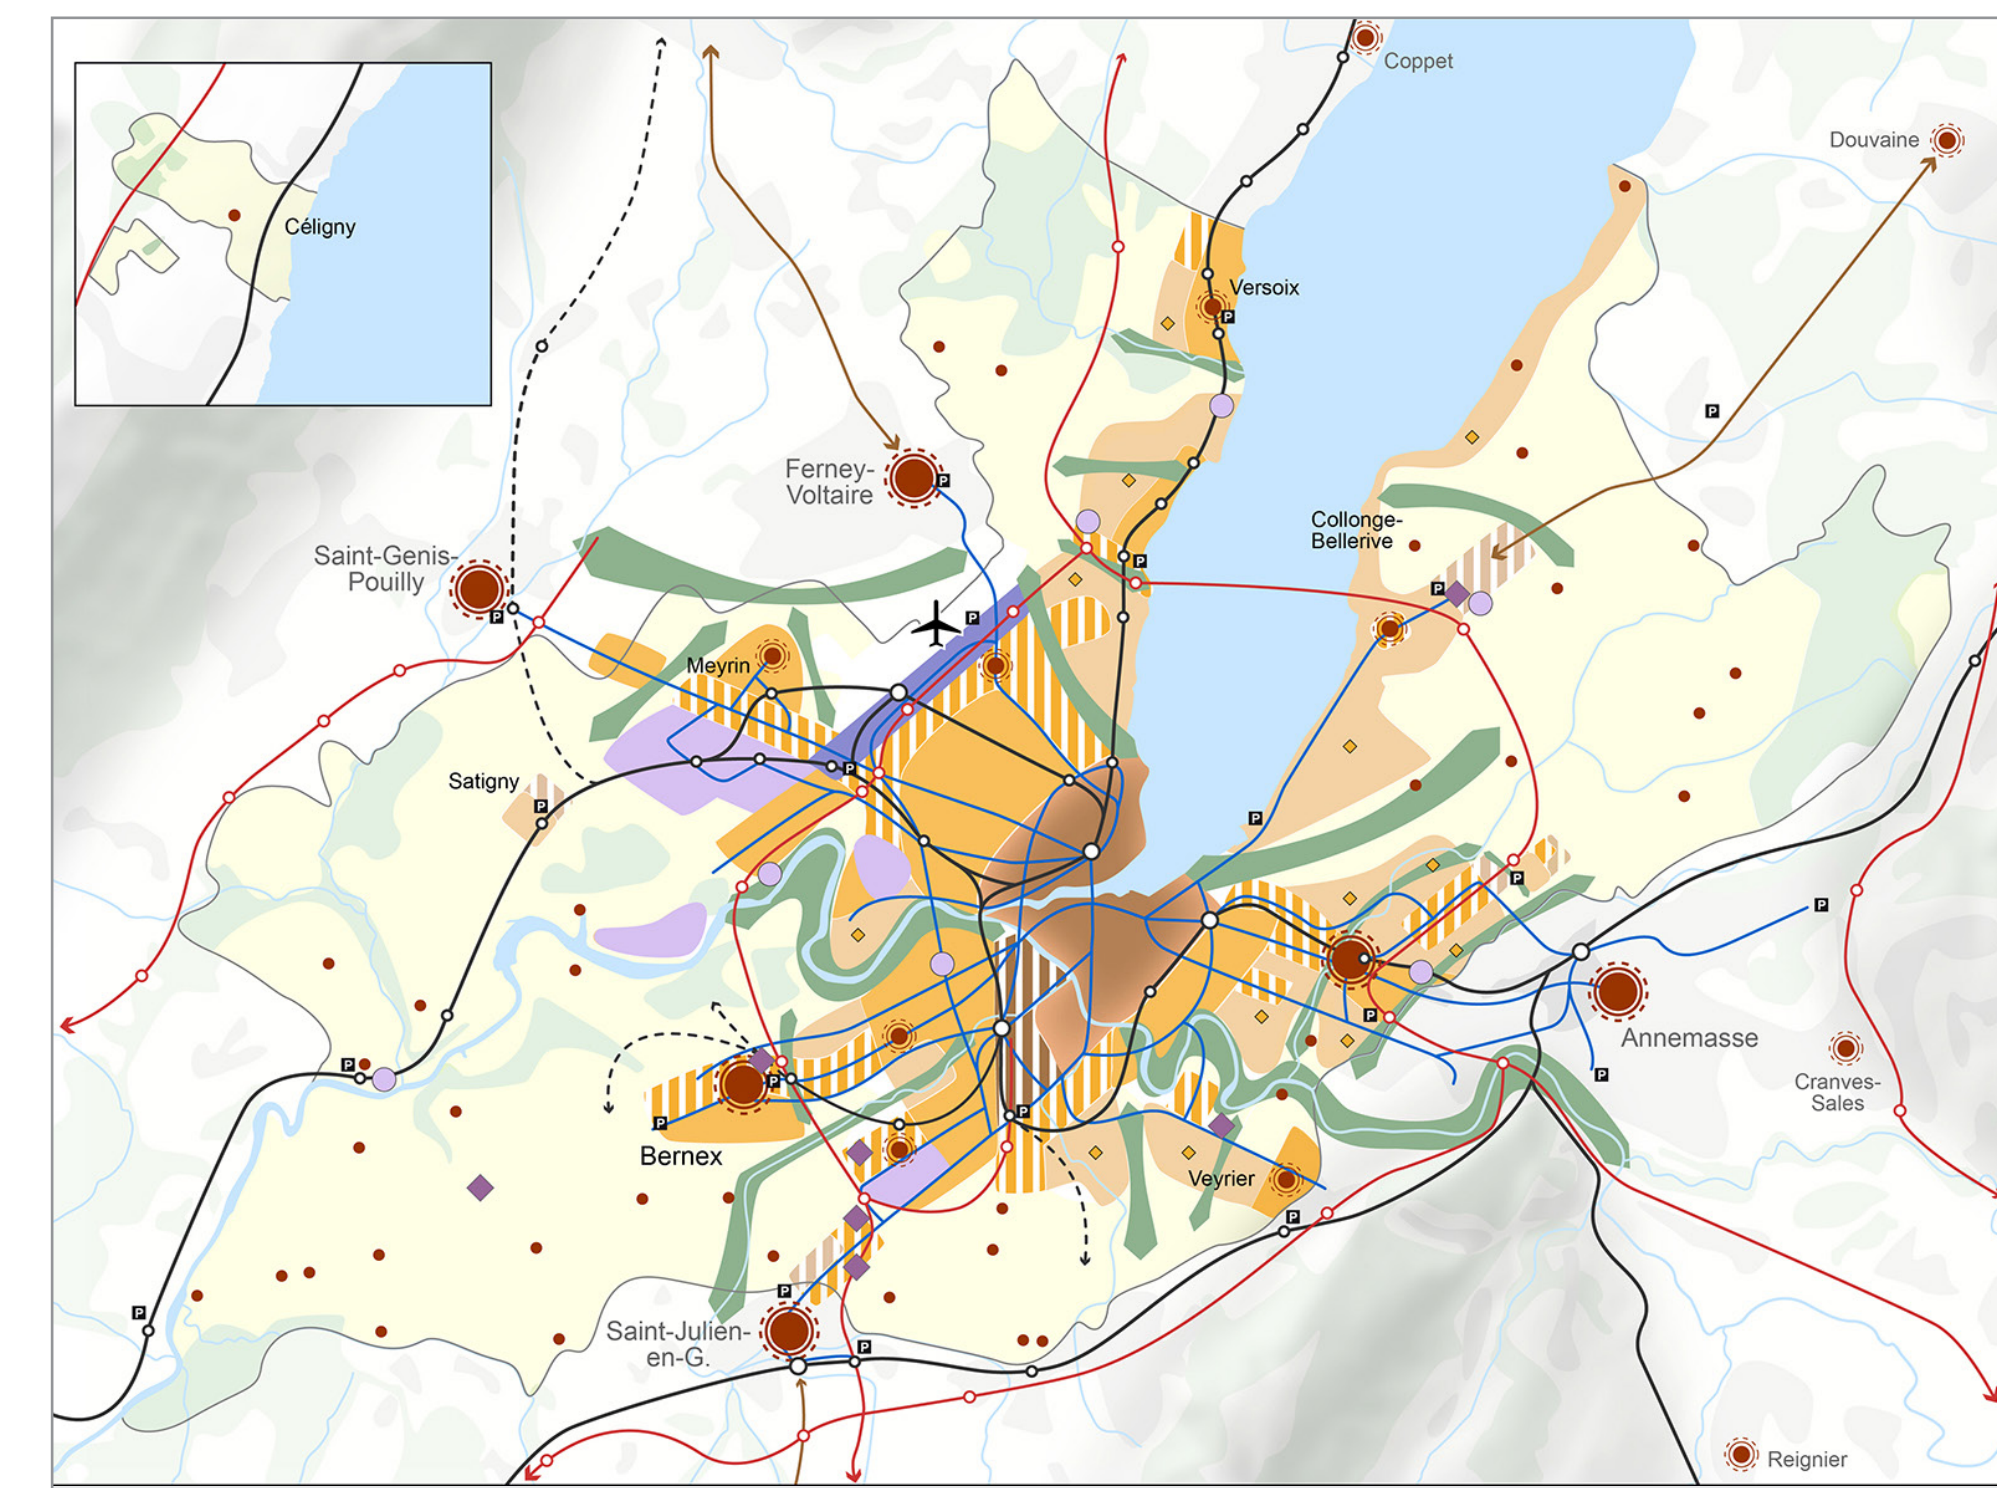 Coppet
Douvaine
Céligny
Versoix
Ferney-
Voltaire
P
P
P
Collonge-
Bellerive
Saint-Genis-
Pouilly
P
P
P
P
Meyrin
Satigny
P
P
P
P
P
Annemasse
P
P
P
P
P
Cranves-
Sales
P
P
Bernex
Veyrier
P
P
Saint-Julien-
en-G.
P
P
Reignier